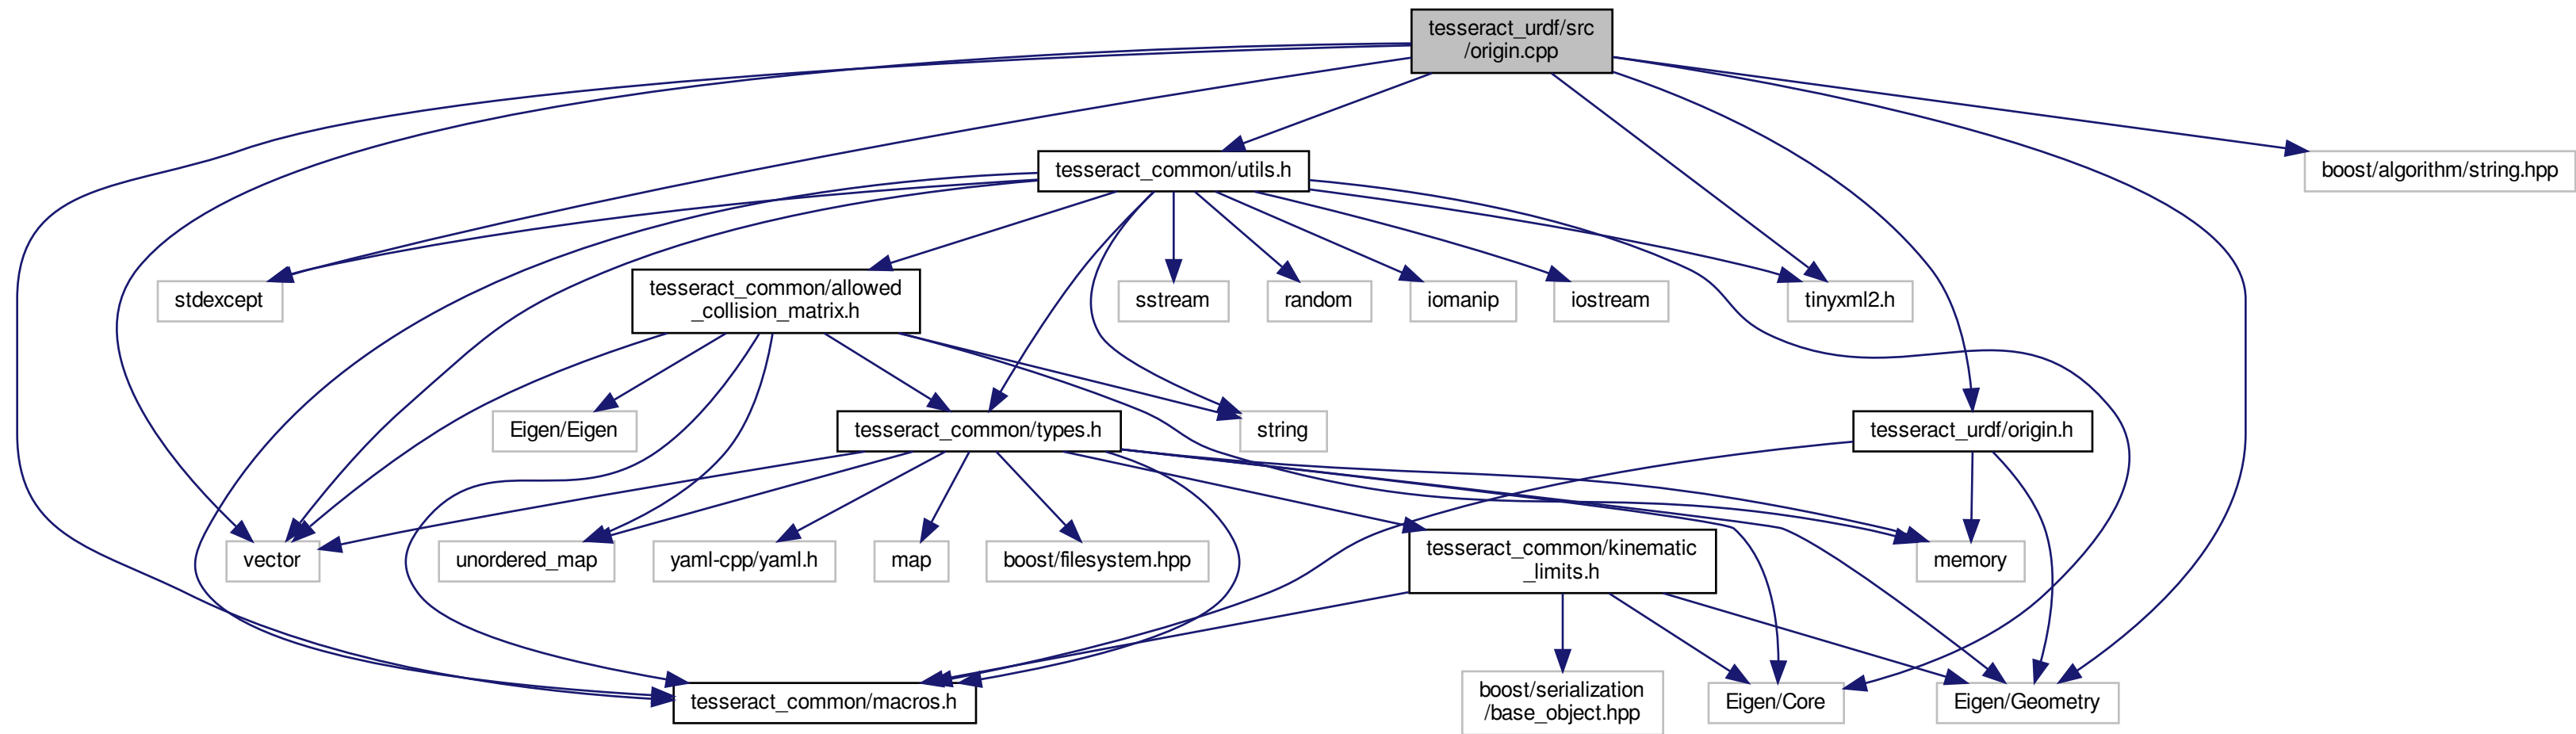 tesseract_urdf/src
/origin.cpp
tesseract_common/utils.h
boost/algorithm/string.hpp
stdexcept
tesseract_common/allowed
_collision_matrix.h
sstream
random
iomanip
iostream
tinyxml2.h
Eigen/Eigen
tesseract_common/types.h
string
tesseract_urdf/origin.h
vector
unordered_map
yaml-cpp/yaml.h
map
boost/filesystem.hpp
tesseract_common/kinematic
_limits.h
memory
tesseract_common/macros.h
boost/serialization
/base_object.hpp
Eigen/Core
Eigen/Geometry